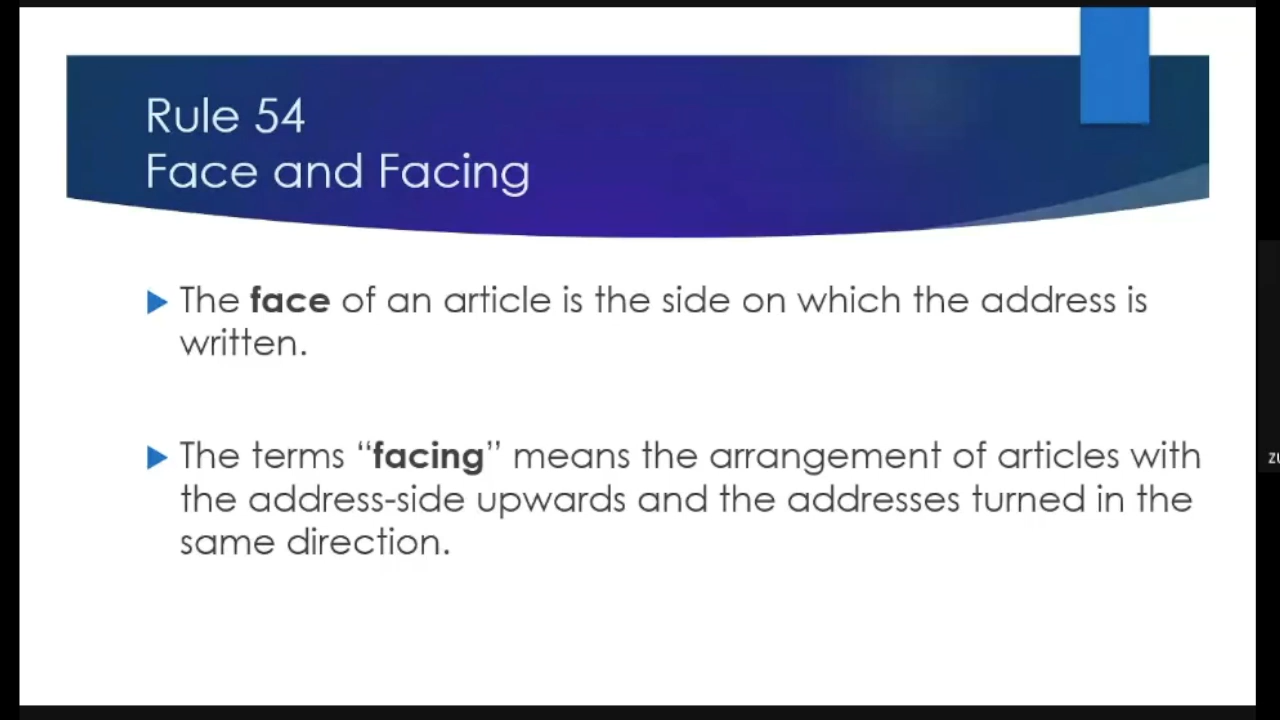 Rule 54
Face and Facing
The face of an article is the side on which the address is
written.
The terms “facing” means the arrangement of articles with
the address-side upwards and the addresses turned in the
same direction.